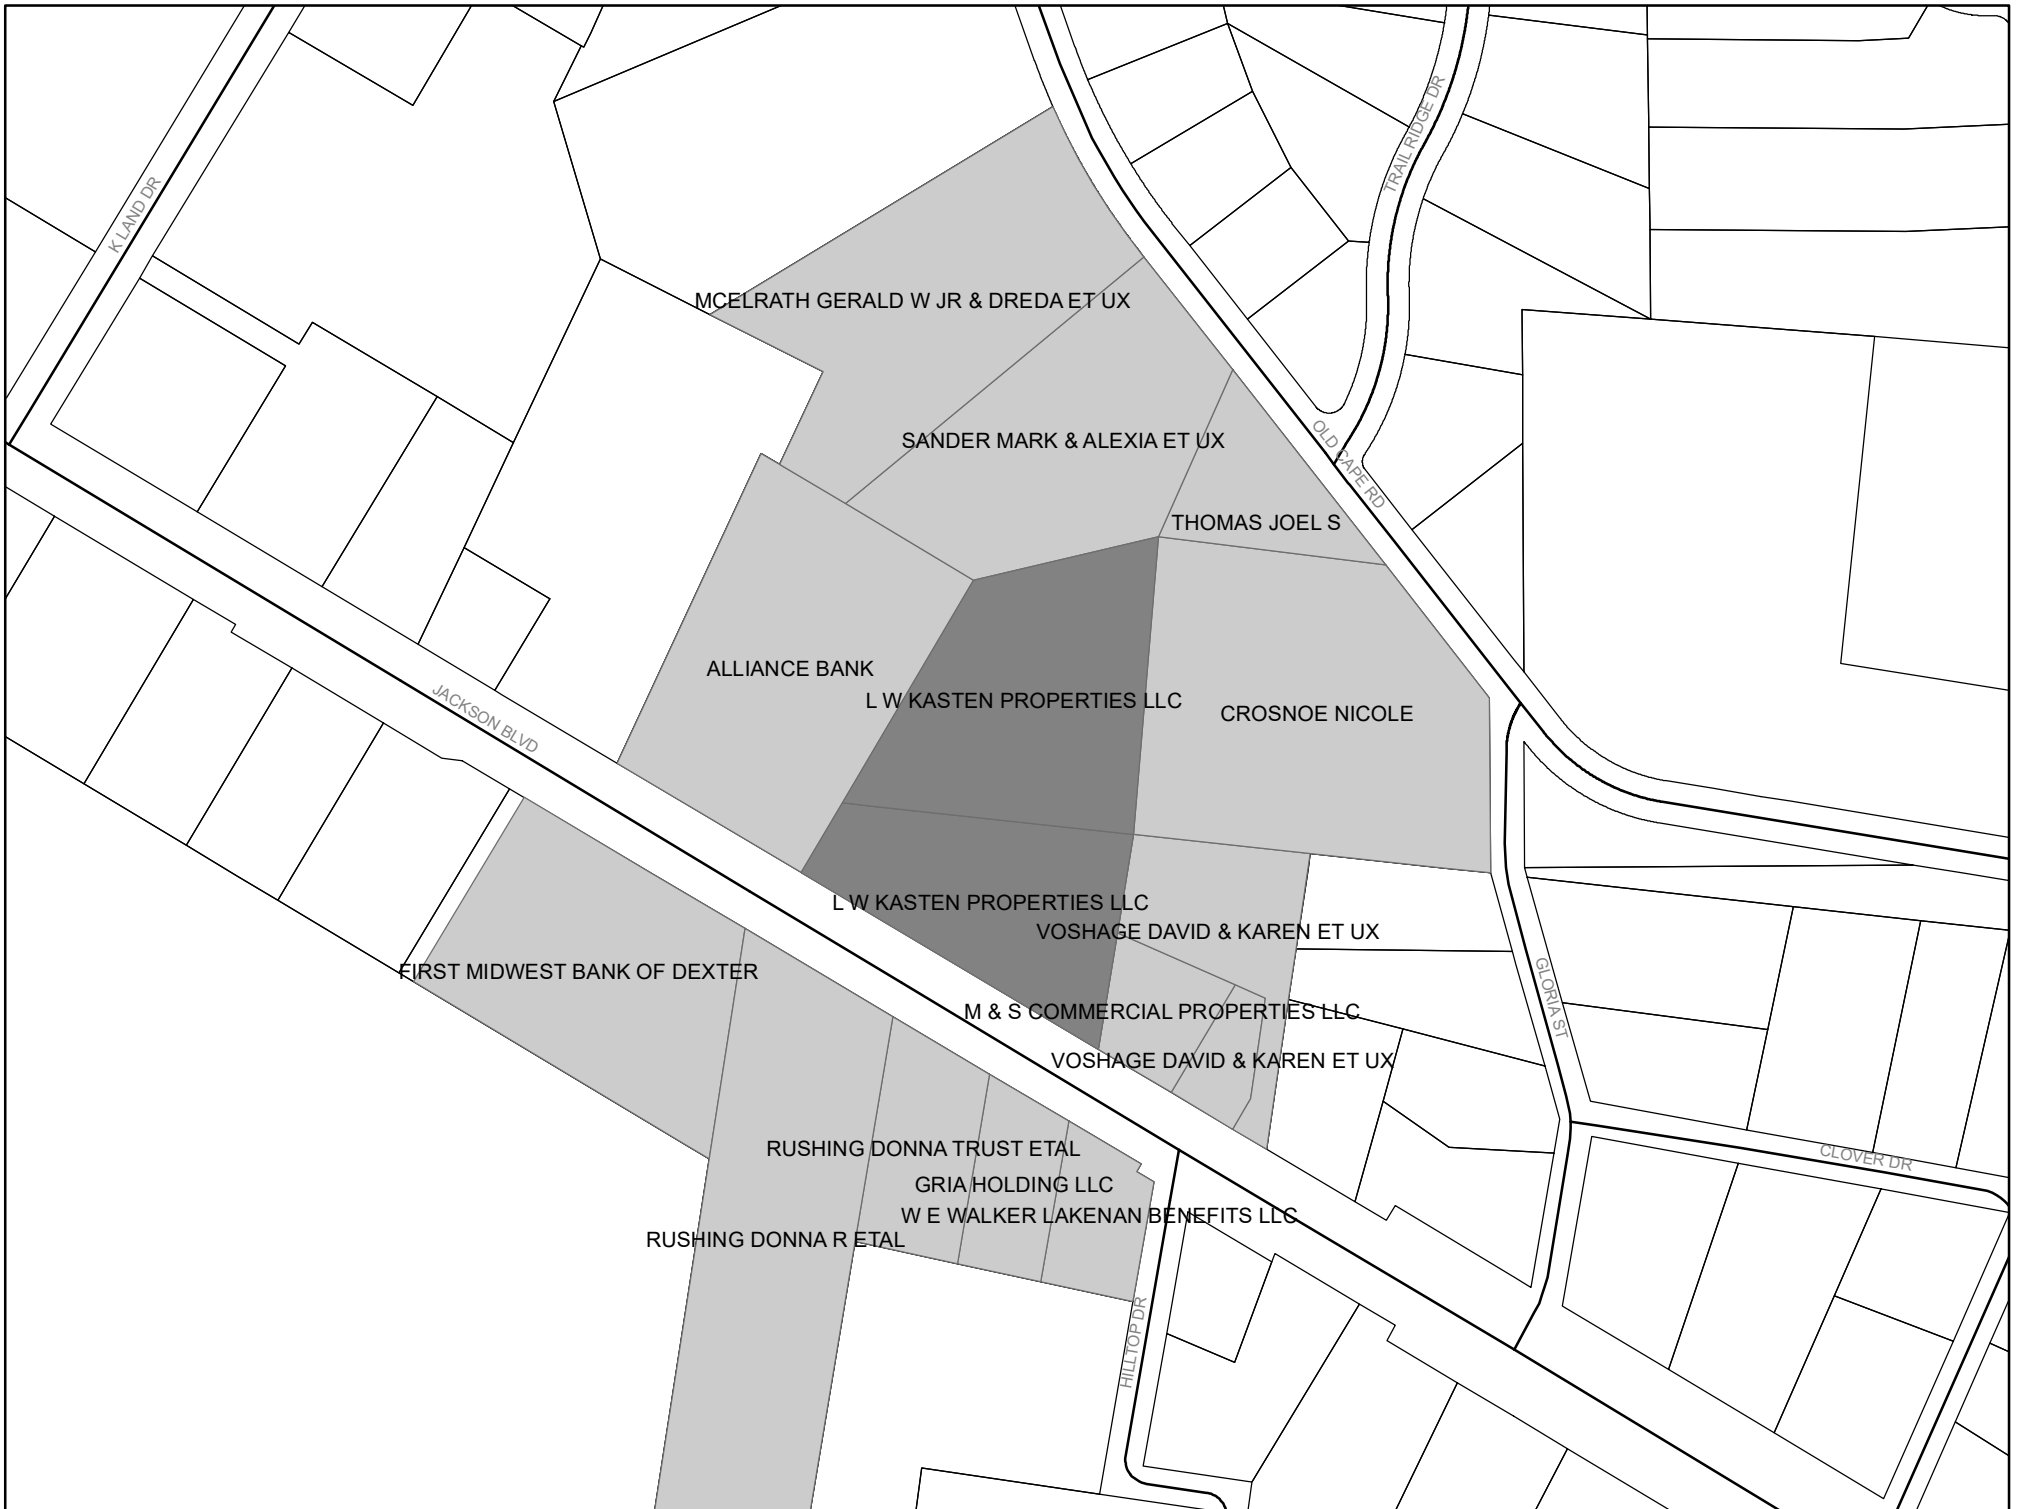 TRAIL RIDGE DR
K LAND DR
MCELRATH GERALD W JR & DREDA ET UX
SANDER MARK & ALEXIA ET UX
OLD CAPE RD
THOMAS JOEL S
ALLIANCE BANK
L W KASTEN PROPERTIES LLC
CROSNOE NICOLE
JACKSON BLVD
L W KASTEN PROPERTIES LLC
VOSHAGE DAVID & KAREN ET UX
FIRST MIDWEST BANK OF DEXTER
GLORIA ST
M & S COMMERCIAL PROPERTIES LLC
VOSHAGE DAVID & KAREN ET UX
RUSHING DONNA TRUST ETAL
CLOVER DR
GRIA HOLDING LLC
W E WALKER LAKENAN BENEFITS LLC
RUSHING DONNA R ETAL
HILLTOP DR